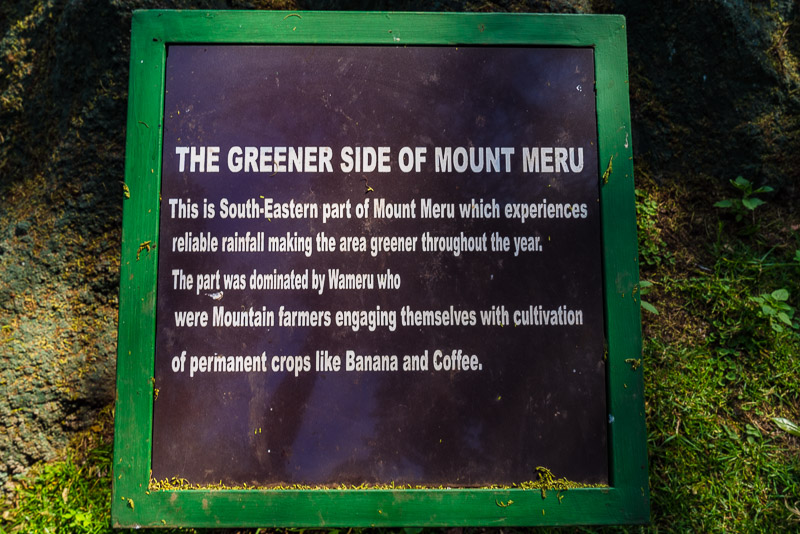 THE GREENER SIDE OF MOUNT MERU
This is South-Eastern part of Mount Meru which experiences
reliable rainfall making the area greener throughout the year.
The part was dominated by Wameru who
were Mountain farmers engaging themselves with cultivation
of permanent crops like Banana and Coffee.